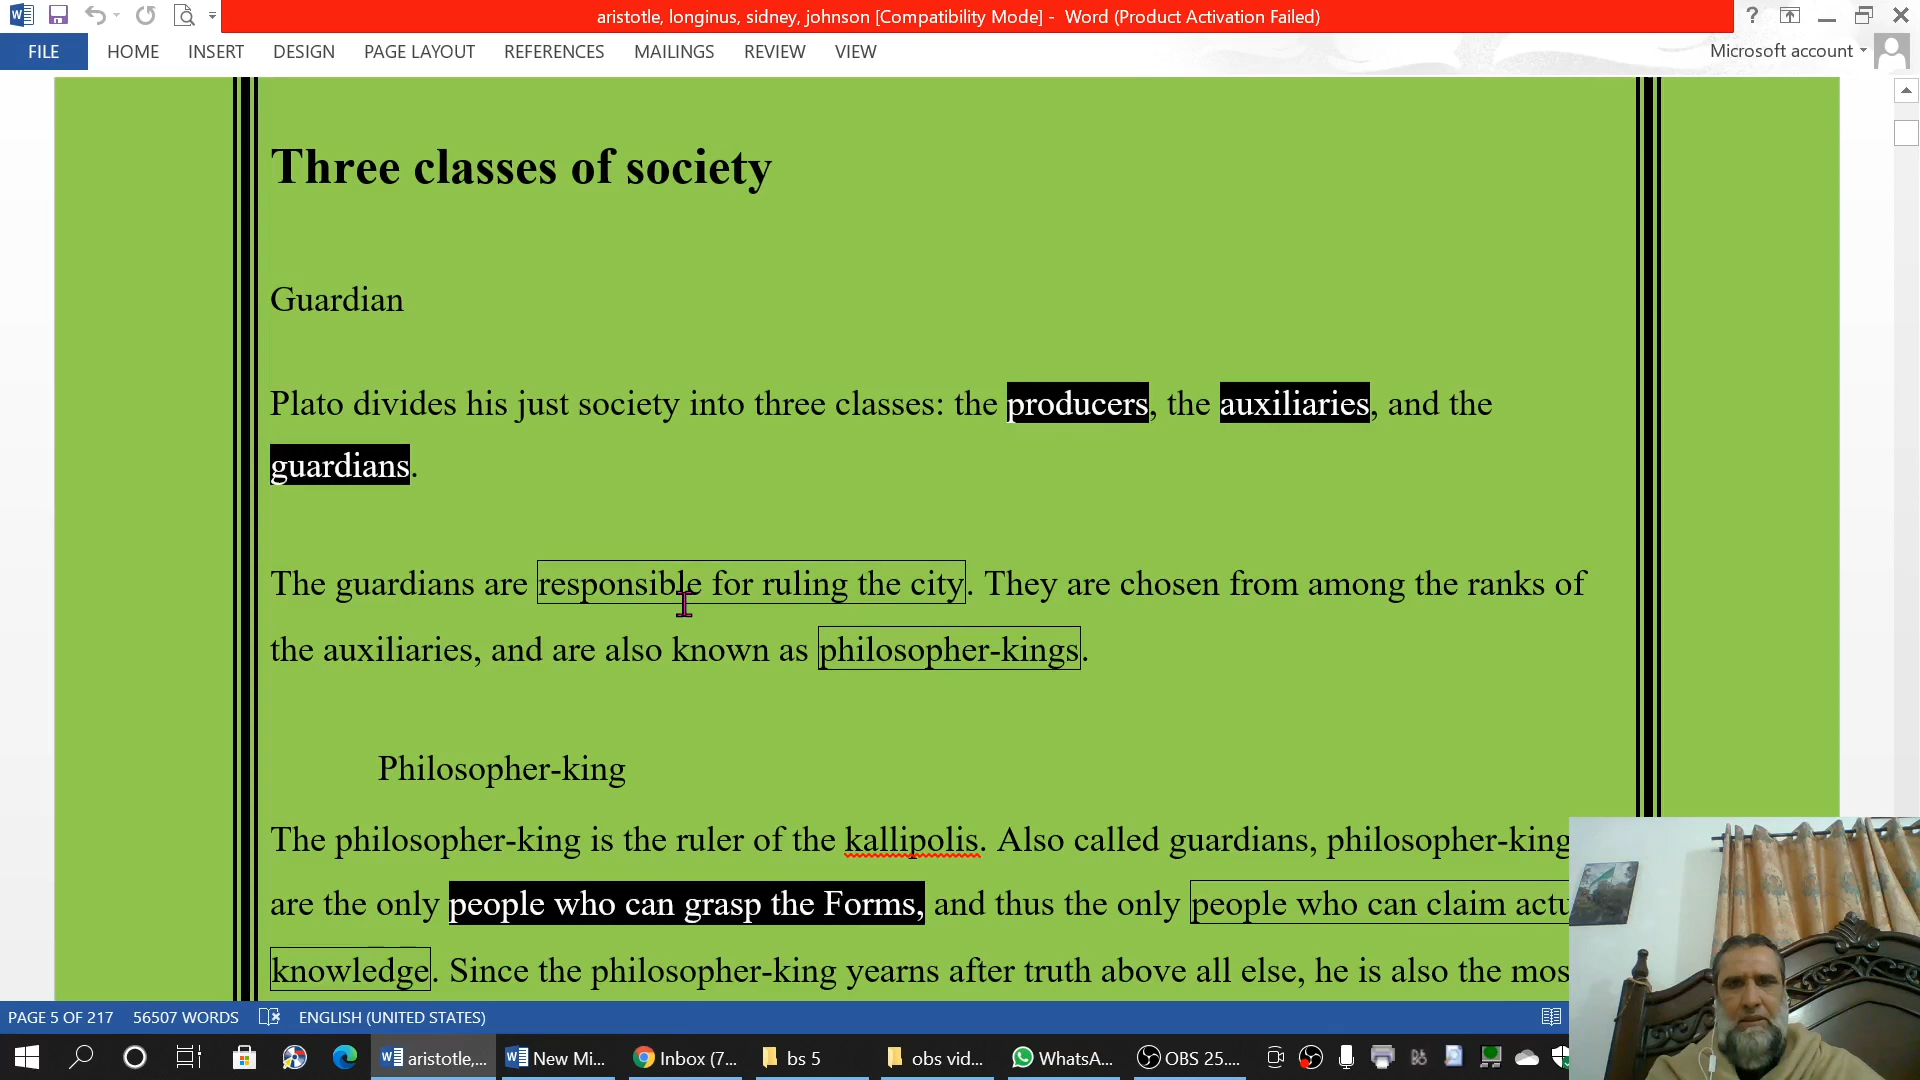 aristotle, longinus, sidney, johnson [Compatibility Mode] - Word (Product Activation Failed)
FILE HOME INSERT DESIGN PAGE LAYOUT REFERENCES MAILINGS REVIEW VIEW Microsoft account
Three classes of society
Guardian
Plato divides his just society into three classes: the producers, the auxiliaries, and the
guardians.
The guardians are responsible for ruling the city. They are chosen from among the ranks of
the auxiliaries, and are also known as philosopher-kings.
Philosopher-king
The philosopher-king is the ruler of the kallipolis. Also called guardians, philosopher-king
are the only people who can grasp the Forms, and thus the only people who can claim actu
knowledge. Since the philosopher-king yearns after truth above all else, he is also the mos
PAGE 5 OF 217 56507 WORDS ENGLISH (UNITED STATES)
aristotle,... New Mi... Inbox (7... bs 5 obs vid... WhatsA... OBS 25....